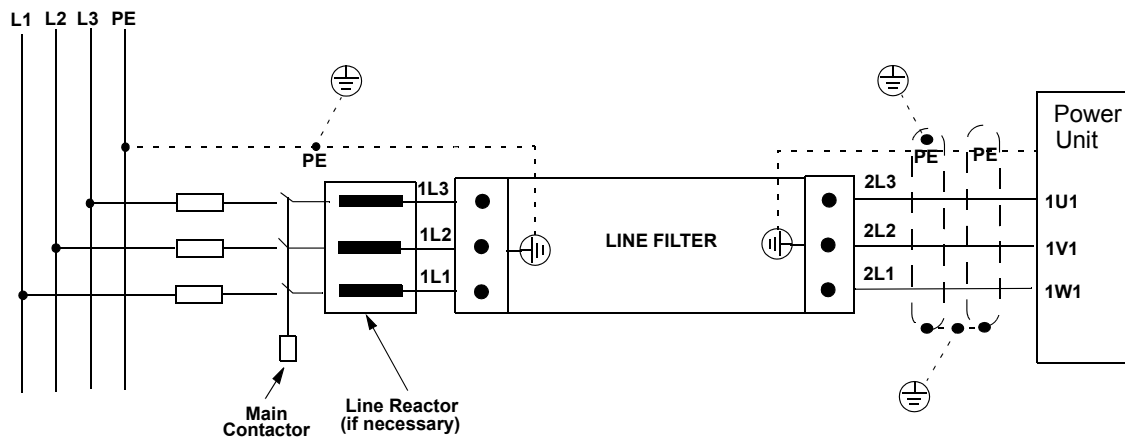 L1 L2 L3 PE
Power
Unit
PE
PE
PE
1L3
2L3
1U1
1L2
LINE FILTER
2L2
1V1
1L1
2L1
1W1
Main
Contactor
Line Reactor
(if necessary)